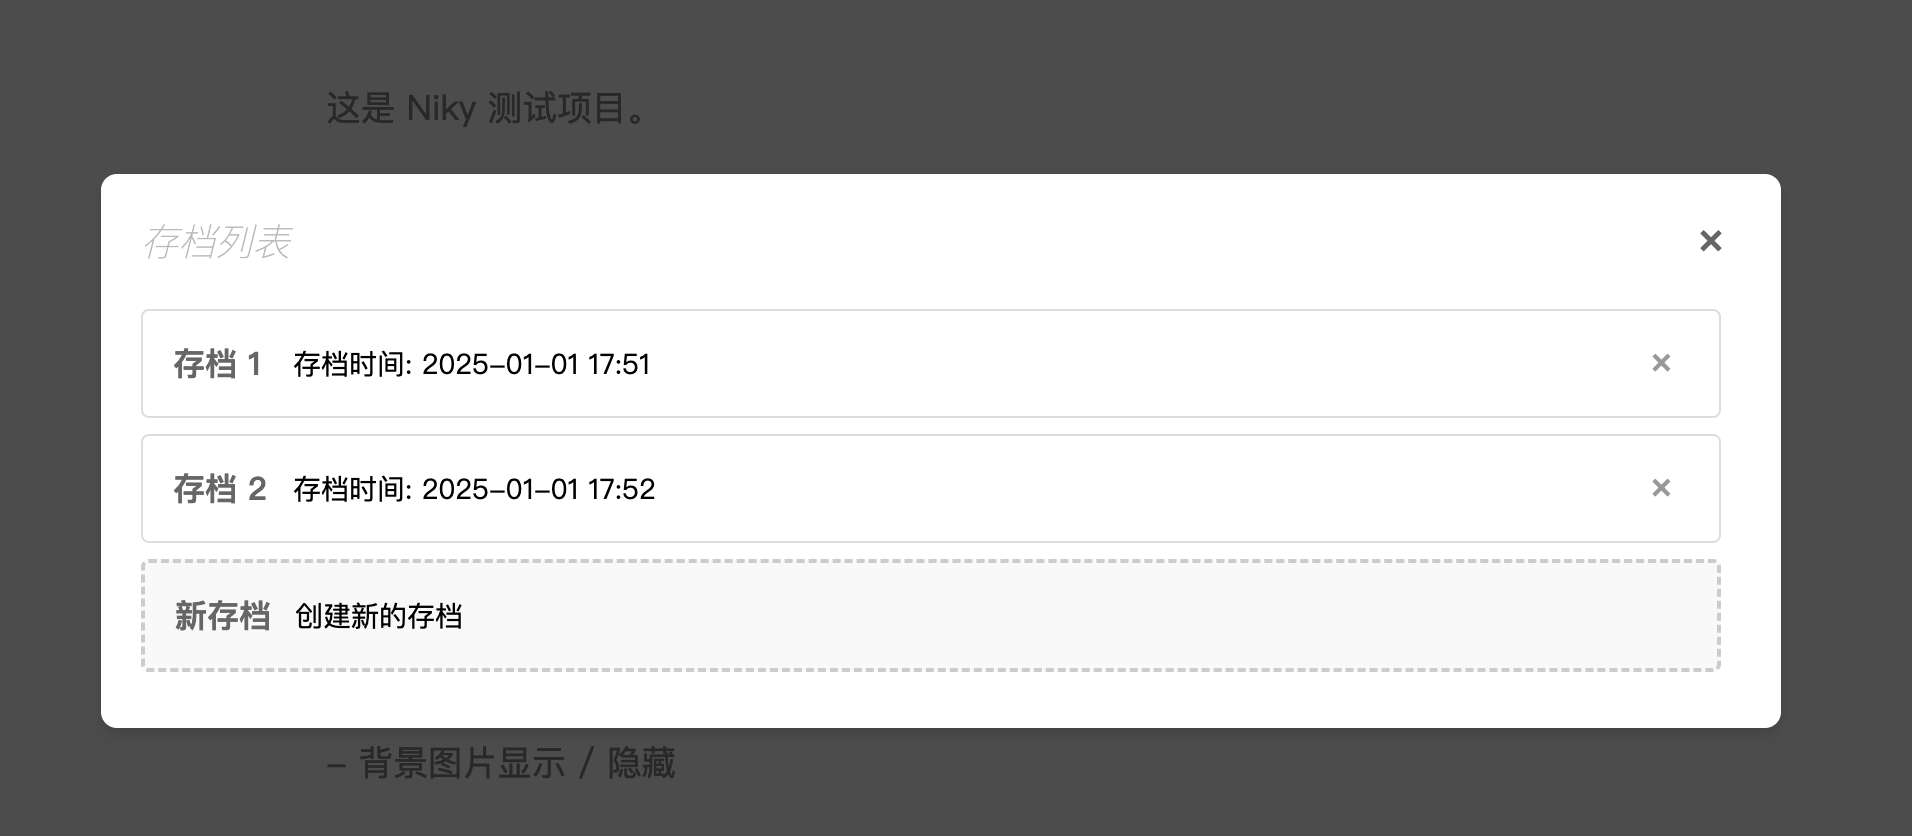 这是 Niky 测试项目。
存档列表 ×
存档 1 存档时间: 2025-01-01 17:51 ×
存档 2 存档时间: 2025-01-01 17:52 ×
新存档 创建新的存档
- 背景图片显示 / 隐藏